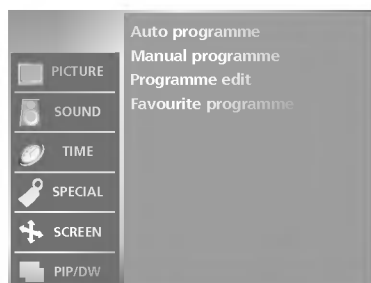 Auto programme
Manual programme
Programme edit
Favourite programme
PICTURE
SOUND
TIME
SPECIAL
SCREEN
PIP/DW